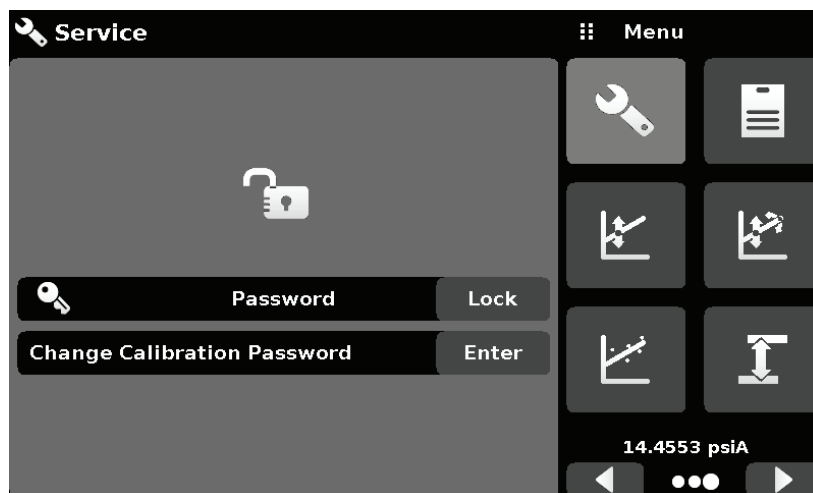 Service
Menu
Password Lock
Change Calibration Password Enter
14.4553 psiA